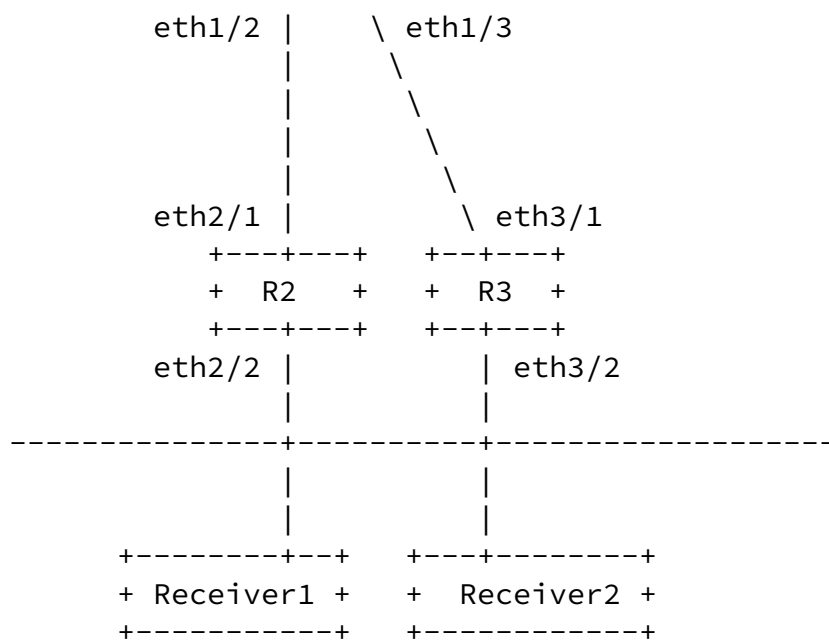 eth1/2 | \ eth1/3
| \
| \
| \
| \
eth2/1 | \ eth3/1
+---+---+ +--+---+
+ R2 + + R3 +
+---+---+ +--+---+
eth2/2 | | eth3/2
| |
---------------+----------+-------------------
| |
| |
+--------+--+ +---+--------+
+ Receiver1 + + Receiver2 +
+-----------+ +------------+